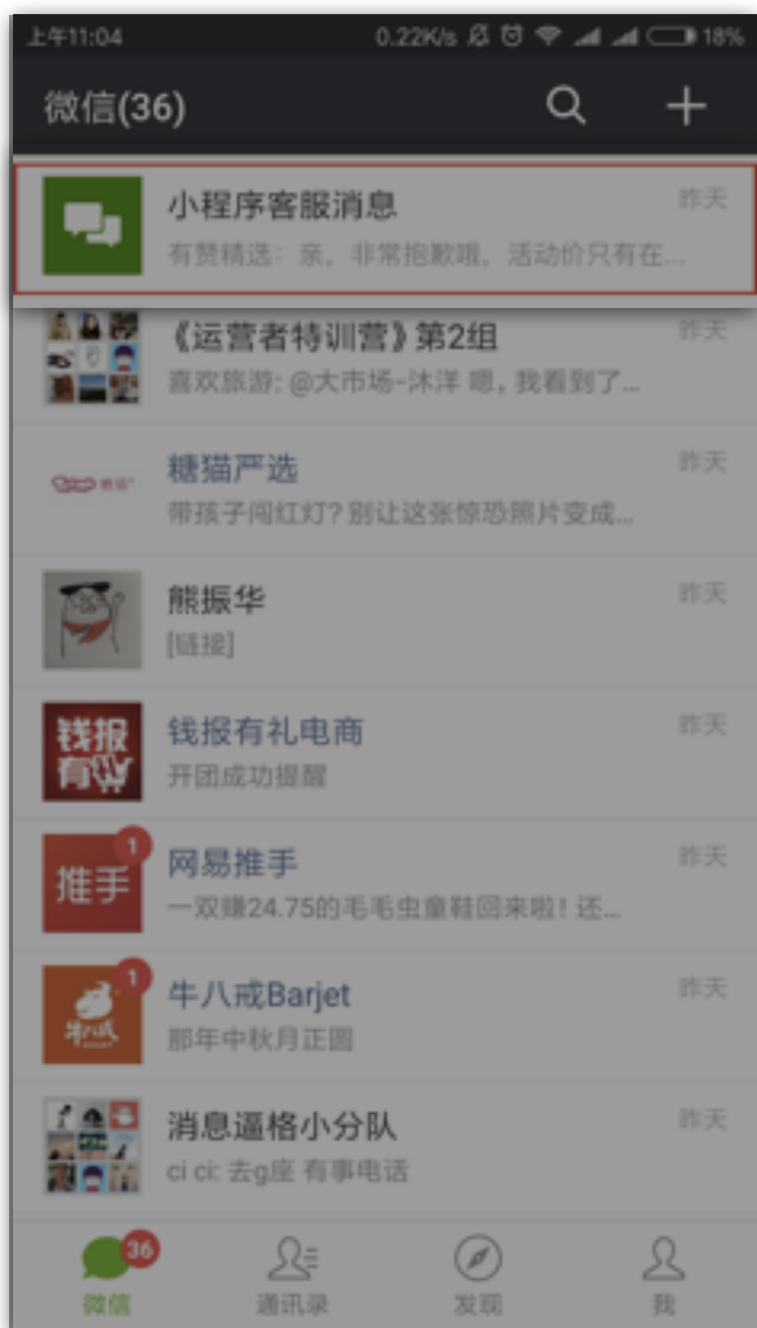 上午11:04 0.22K/s 18%
微信(36)
小程序客服消息 昨天
有赞精选：亲，非常抱歉哦，活动价只有在...
《运营者特训营》第2组 昨天
喜欢旅游: @大市场-沐洋 嗯，我看到了...
糖猫严选 昨天
糖猫
带孩子闯红灯？别让这张惊恐照片变成...
熊振华 昨天
[链接]
钱报有礼电商 昨天
钱报
有礼
开团成功提醒
1
网易推手 昨天
推手
一双赚24.75的毛毛虫童鞋回来啦！还...
1
牛八戒Barjet 昨天
那年中秋月正圆
消息逼格小分队 昨天
ci ci: 去g座 有事电话
36
微信 通讯录 发现 我